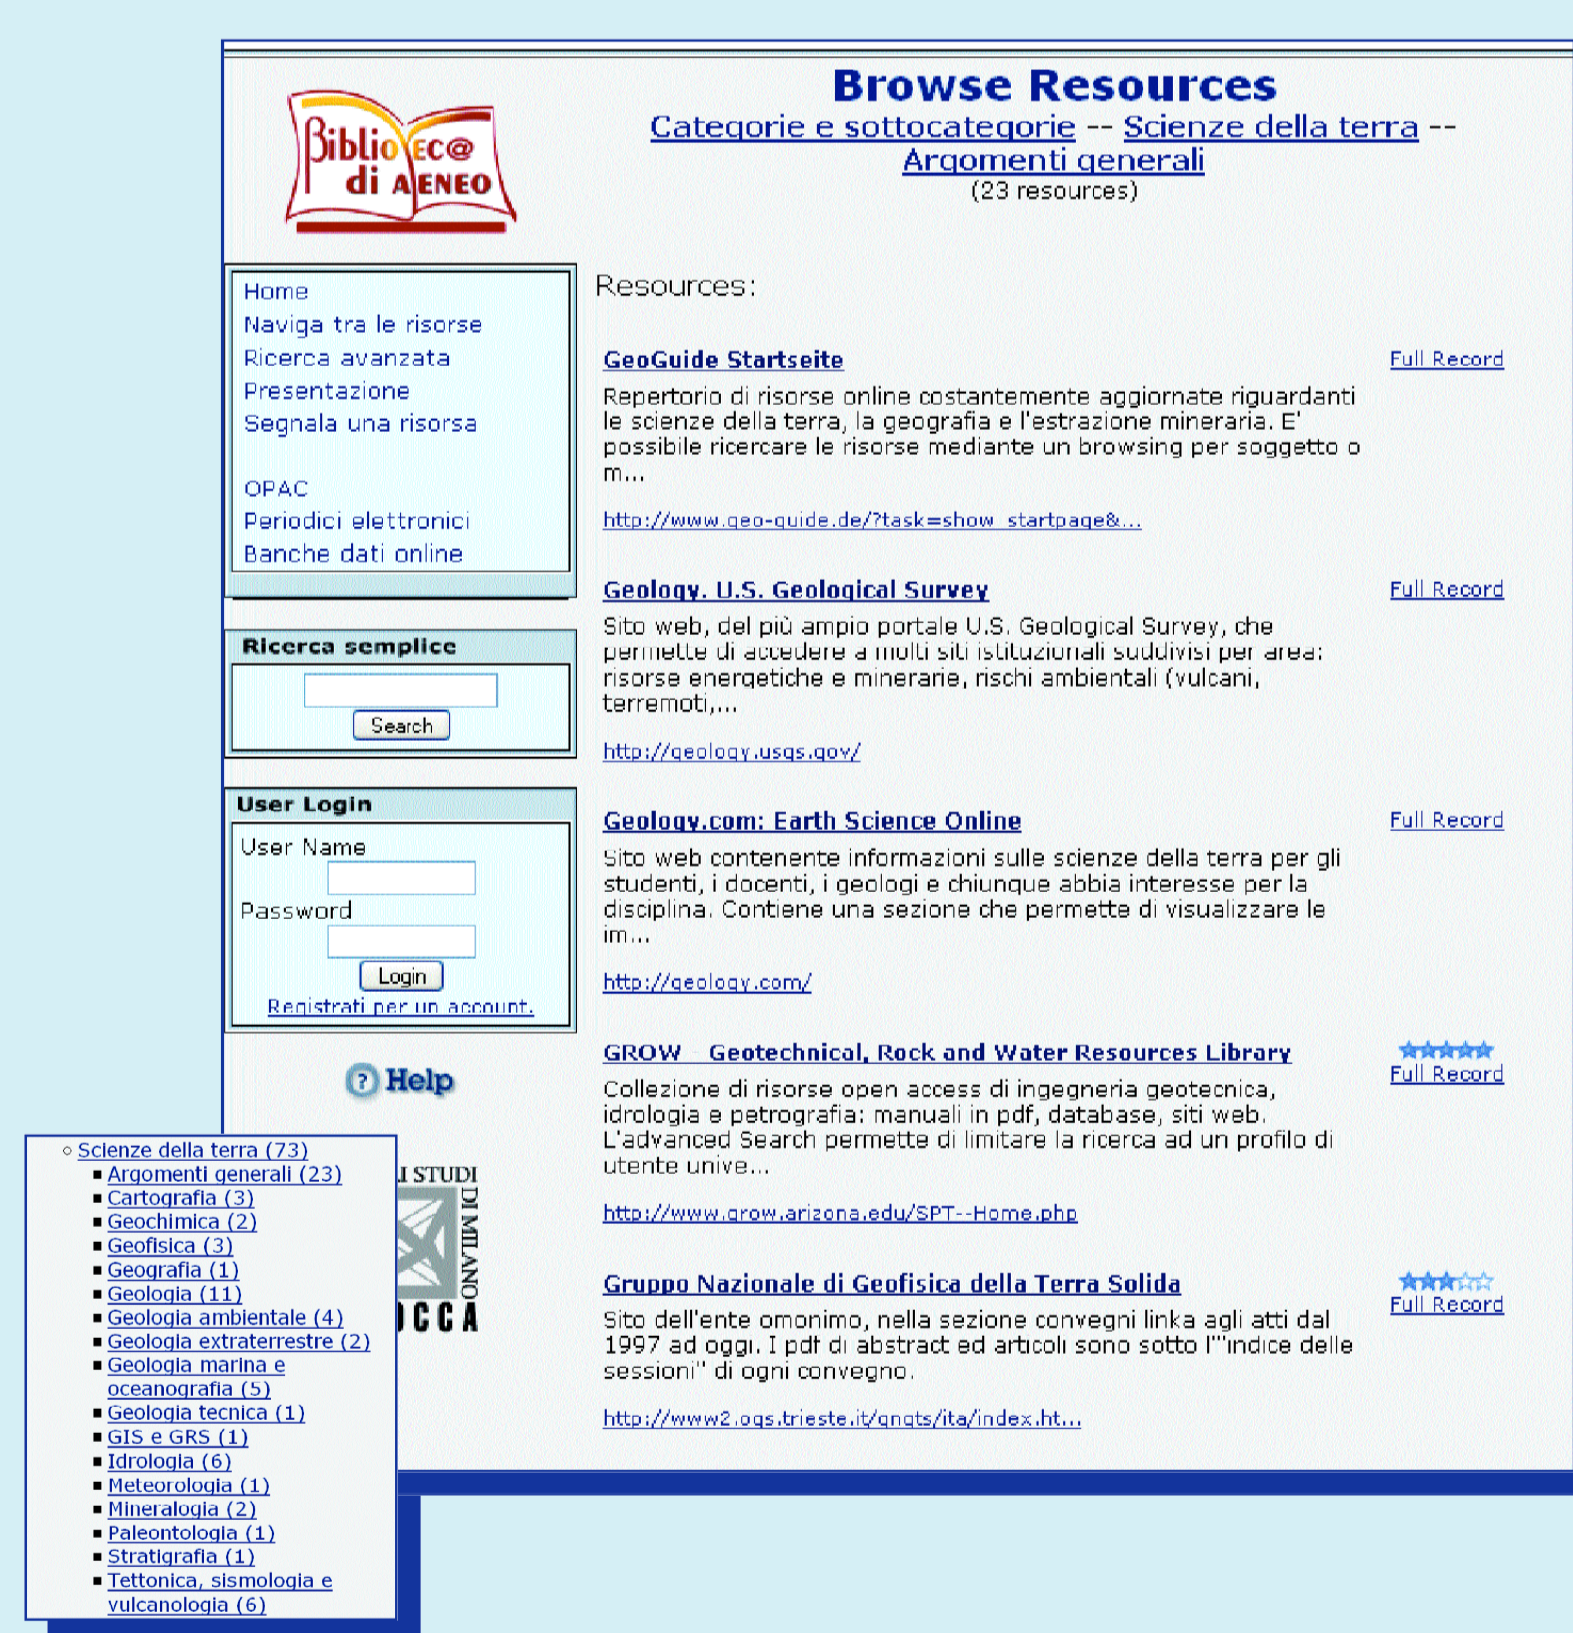 Browse Resources
Categorie e sottocategorie -- Scienze della terra --
Argomenti generali
(23 resources)
Bibliotec@
di ATENEO
Home
Naviga tra le risorse
Ricerca avanzata
Presentazione
Segnala una risorsa
OPAC
Periodici elettronici
Banche dati online
Ricerca semplice
Search
User Login
User Name
Password
Login
Registrati per un account.
? Help
I STUDI
DI MILANO
OCCA
Resources:
GeoGuide Startseite
Full Record
Repertorio di risorse online costantemente aggiornate riguardanti
le scienze della terra, la geografia e l'estrazione mineraria. E'
possibile ricercare le risorse mediante un browsing per soggetto o
m...
http://www.geo-guide.de/?task=show_startpage&...
Geology. U.S. Geological Survey
Full Record
Sito web, del più ampio portale U.S. Geological Survey, che
permette di accedere a molti siti istituzionali suddivisi per area:
risorse energetiche e minerarie, rischi ambientali (vulcani,
terremoti,...
http://geology.usgs.gov/
Geology.com: Earth Science Online
Full Record
Sito web contenente informazioni sulle scienze della terra per gli
studenti, i docenti, i geologi e chiunque abbia interesse per la
disciplina. Contiene una sezione che permette di visualizzare le
im...
http://geology.com/
GROW - Geotechnical, Rock and Water Resources Library
Full Record
Collezione di risorse open access di ingegneria geotecnica,
idrologia e petrografia: manuali in pdf, database, siti web.
L'advanced Search permette di limitare la ricerca ad un profilo di
utente unive...
http://www.grow.arizona.edu/SPT--Home.php
Gruppo Nazionale di Geofisica della Terra Solida
Full Record
Sito dell'ente omonimo, nella sezione convegni linka agli atti dal
1997 ad oggi. I pdf di abstract ed articoli sono sotto l'"indice delle
sessioni" di ogni convegno.
http://www2.ogs.trieste.it/gngts/ita/index.ht...
Scienze della terra (73)
Argomenti generali (23)
Cartografia (3)
Geochimica (2)
Geofisica (3)
Geografia (1)
Geologia (11)
Geologia ambientale (4)
Geologia extraterrestre (2)
Geologia marina e
oceanografia (5)
Geologia tecnica (1)
GIS e GRS (1)
Idrologia (6)
Meteorologia (1)
Mineralogia (2)
Paleontologia (1)
Stratigrafia (1)
Tettonica, sismologia e
vulcanologia (6)